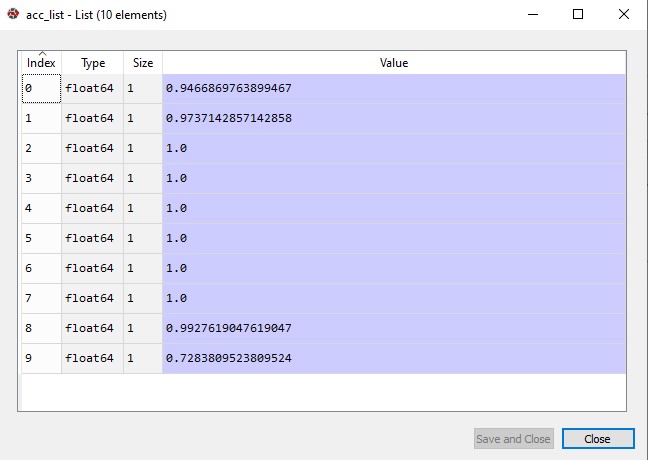 acc_list - List (10 elements)
Index Type Size Value
0 float64 1 0.9466869763899467
1 float64 1 0.9737142857142858
2 float64 1 1.0
3 float64 1 1.0
4 float64 1 1.0
5 float64 1 1.0
6 float64 1 1.0
7 float64 1 1.0
8 float64 1 0.9927619047619047
9 float64 1 0.7283809523809524
Save and Close Close